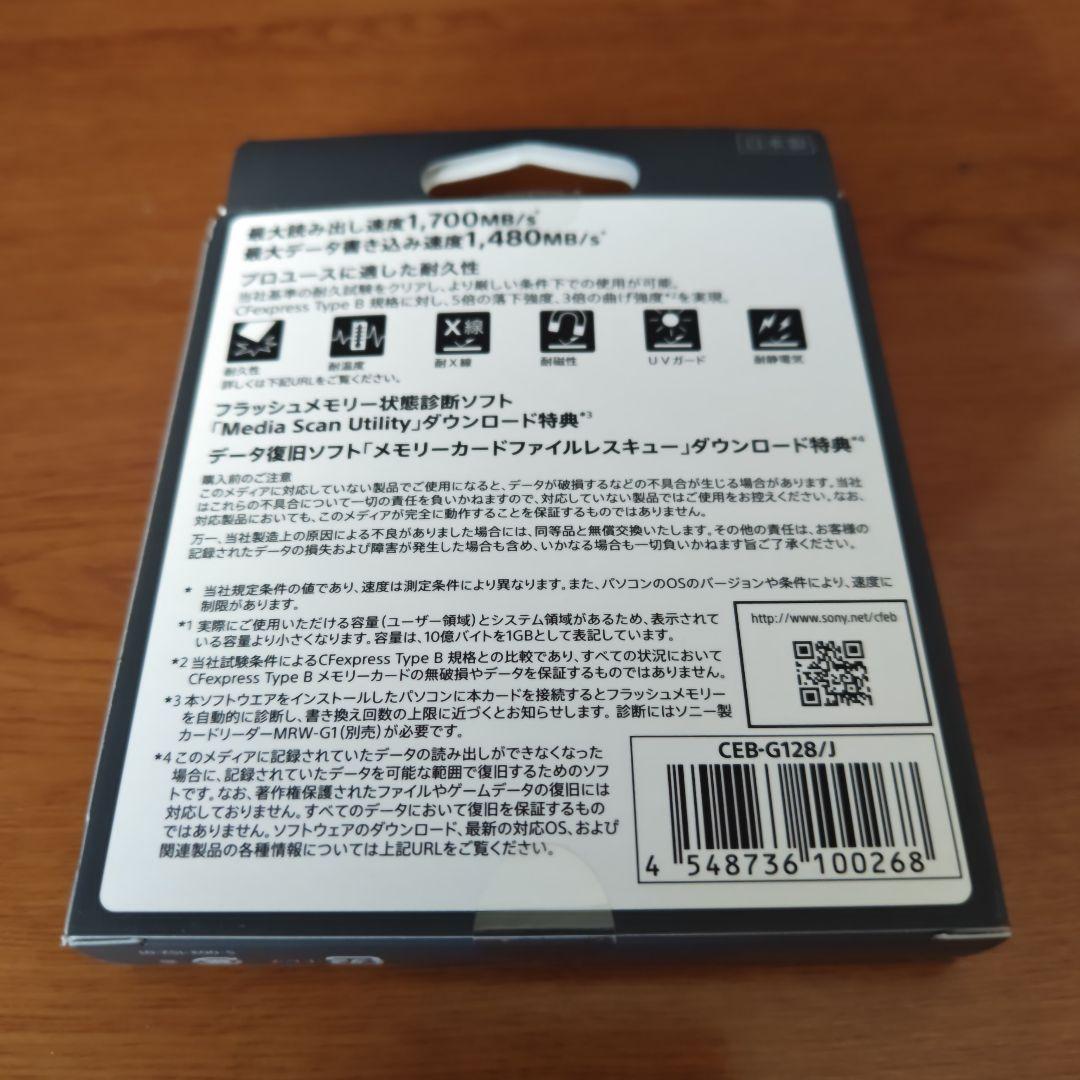 日本製
最大読み出し速度1,700MB/s*
最大データ書き込み速度1,480MB/s*
プロユースに適した耐久性
当社基準の耐久試験をクリアし、より厳しい条件下での使用が可能。
CFexpress Type B 規格に対し、5倍の落下強度、3倍の曲げ強度*2を実現。
X線
耐久性 耐温度 耐X線 耐磁性 UVガード 耐静電気
詳しくは下記URLをご覧ください。
フラッシュメモリー状態診断ソフト
「Media Scan Utility」ダウンロード特典*3
データ復旧ソフト「メモリーカードファイルレスキュー」ダウンロード特典*4
購入前のご注意
このメディアに対応していない製品でご使用になると、データが破損するなどの不具合が生じる場合があります。当社
はこれらの不具合について一切の責任を負いかねますので、対応していない製品ではご使用をお控えください。なお、
対応製品においても、このメディアが完全に動作することを保証するものではありません。
万一、当社製造上の原因による不良がありました場合には、同等品と無償交換いたします。その他の責任は、お客様の
記録されたデータの損失および障害が発生した場合も含め、いかなる場合も一切負いかねます旨ご了承ください。
* 当社規定条件の値であり、速度は測定条件により異なります。また、パソコンのOSのバージョンや条件により、速度に
制限があります。
*1 実際にご使用いただける容量(ユーザー領域)とシステム領域があるため、表示されて
いる容量より小さくなります。容量は、10億バイトを1GBとして表記しています。
*2 当社試験条件によるCFexpress Type B 規格との比較であり、すべての状況において
CFexpress Type B メモリーカードの無破損やデータを保証するものではありません。
*3 本ソフトウエアをインストールしたパソコンに本カードを接続するとフラッシュメモリー
を自動的に診断し、書き換え回数の上限に近づくとお知らせします。診断にはソニー製
カードリーダーMRW-G1(別売)が必要です。
*4 このメディアに記録されていたデータの読み出しができなくなった
場合に、記録されていたデータを可能な範囲で復旧するためのソフ
トです。なお、著作権保護されたファイルやゲームデータの復旧には
対応しておりません。すべてのデータにおいて復旧を保証するもの
ではありません。ソフトウェアのダウンロード、最新の対応OS、および
関連製品の各種情報については上記URLをご覧ください。
http://www.sony.net/cfeb
CEB-G128/J
4 548736 100268